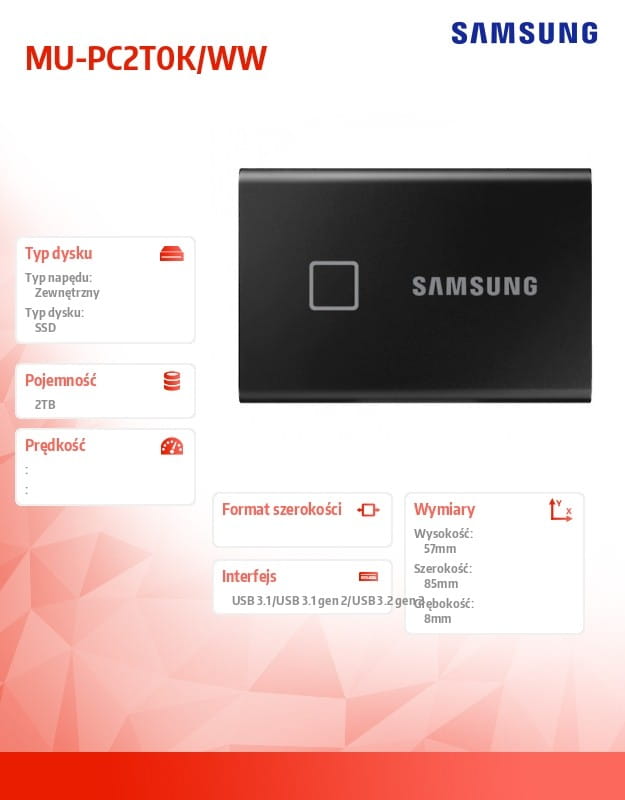 SAMSUNG
MU-PC2T0K/WW
SAMSUNG
Typ dysku
Typ napędu:
Zewnętrzny
Typ dysku:
SSD
Pojemność
2TB
Prędkość
:
:
Format szerokości
Interfejs
USB 3.1/USB 3.1 gen 2/USB 3.2 gen 2
Wymiary
Y
X
Wysokość:
57mm
Szerokość:
85mm
Głębokość:
8mm